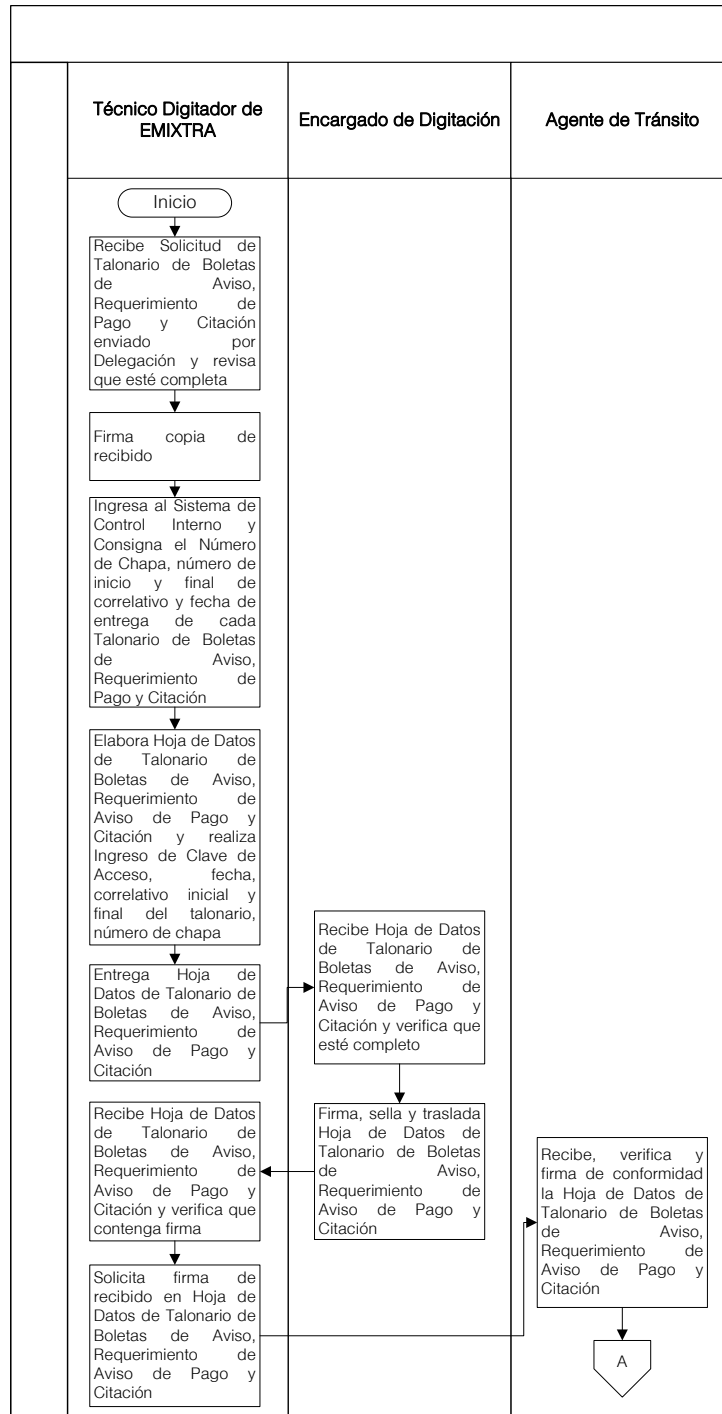 Técnico Digitador de
EMIXTRA
Encargado de Digitación
Agente de Tránsito
Inicio
Recibe Solicitud de
Talonario de Boletas
de Aviso,
Requerimiento de
Pago y Citación
enviado por
Delegación y revisa
que esté completa
Firma copia de
recibido
Ingresa al Sistema de
Control Interno y
Consigna el Número
de Chapa, número de
inicio y final de
correlativo y fecha de
entrega de cada
Talonario de Boletas
de Aviso,
Requerimiento de
Pago y Citación
Elabora Hoja de Datos
de Talonario de
Boletas de Aviso,
Requerimiento de
Aviso de Pago y
Citación y realiza
Ingreso de Clave de
Acceso, fecha,
correlativo inicial y
final del talonario,
número de chapa
Entrega Hoja de
Datos de Talonario de
Boletas de Aviso,
Requerimiento de
Aviso de Pago y
Citación
Recibe Hoja de Datos
de Talonario de
Boletas de Aviso,
Requerimiento de
Aviso de Pago y
Citación y verifica que
esté completo
Firma, sella y traslada
Hoja de Datos de
Talonario de Boletas
de Aviso,
Requerimiento de
Aviso de Pago y
Citación
Recibe Hoja de Datos
de Talonario de
Boletas de Aviso,
Requerimiento de
Aviso de Pago y
Citación y verifica que
contenga firma
Solicita firma de
recibido en Hoja de
Datos de Talonario de
Boletas de Aviso,
Requerimiento de
Aviso de Pago y
Citación
Recibe, verifica y
firma de conformidad
la Hoja de Datos de
Talonario de Boletas
de Aviso,
Requerimiento de
Aviso de Pago y
Citación
A